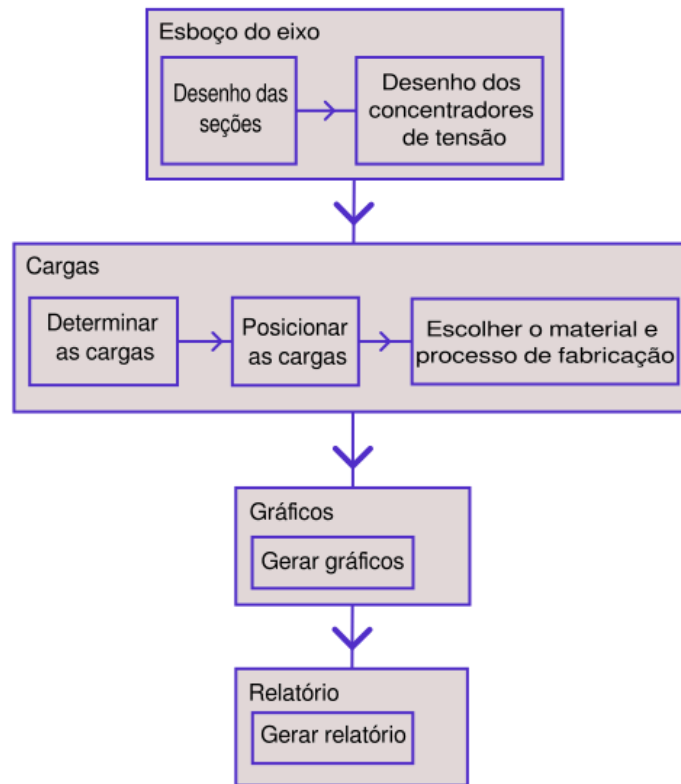 Esboço do eixo
Desenho das
seções
Desenho dos
concentradores
de tensão
Cargas
Determinar
as cargas
Posicionar
as cargas
Escolher o material e
processo de fabricação
Gráficos
Gerar gráficos
Relatório
Gerar relatório